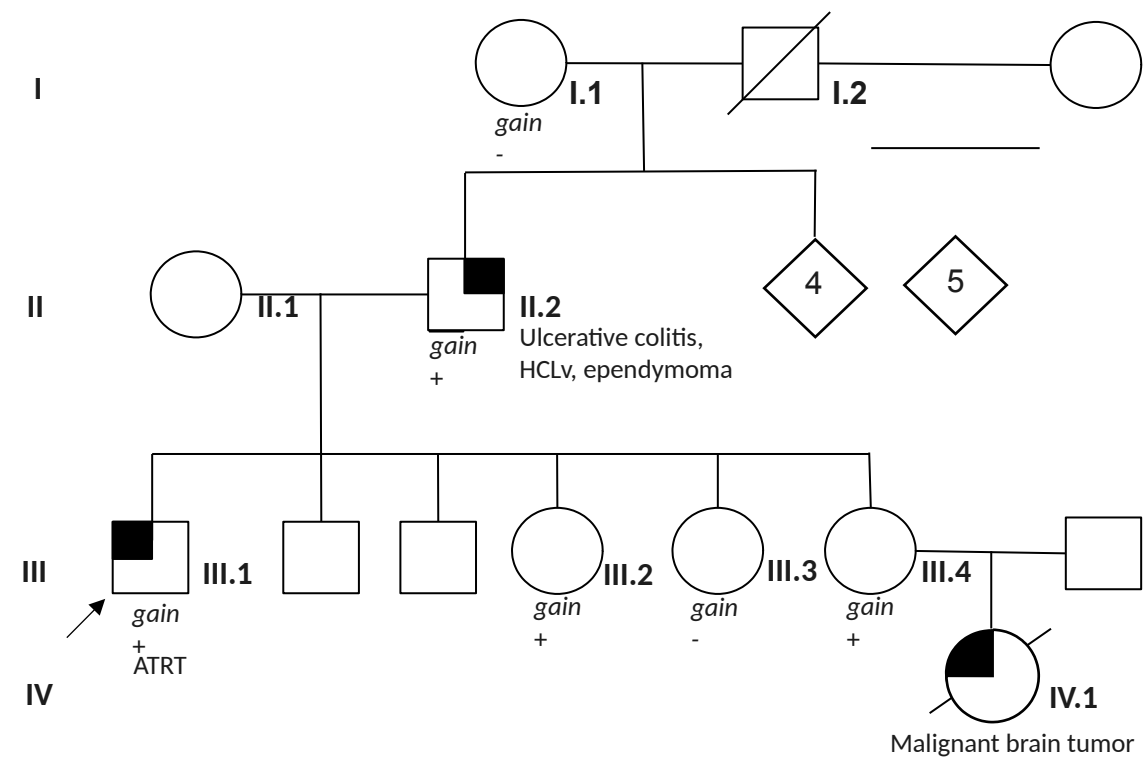 I
I.1
I.2
gain
-
II
II.1
II.2
4
5
gain
+
Ulcerative colitis,
HCLv, ependymoma
III
III.1
III.2
III.3
III.4
gain
+
ATRT
gain
+
gain
-
gain
+
IV
IV.1
Malignant brain tumor